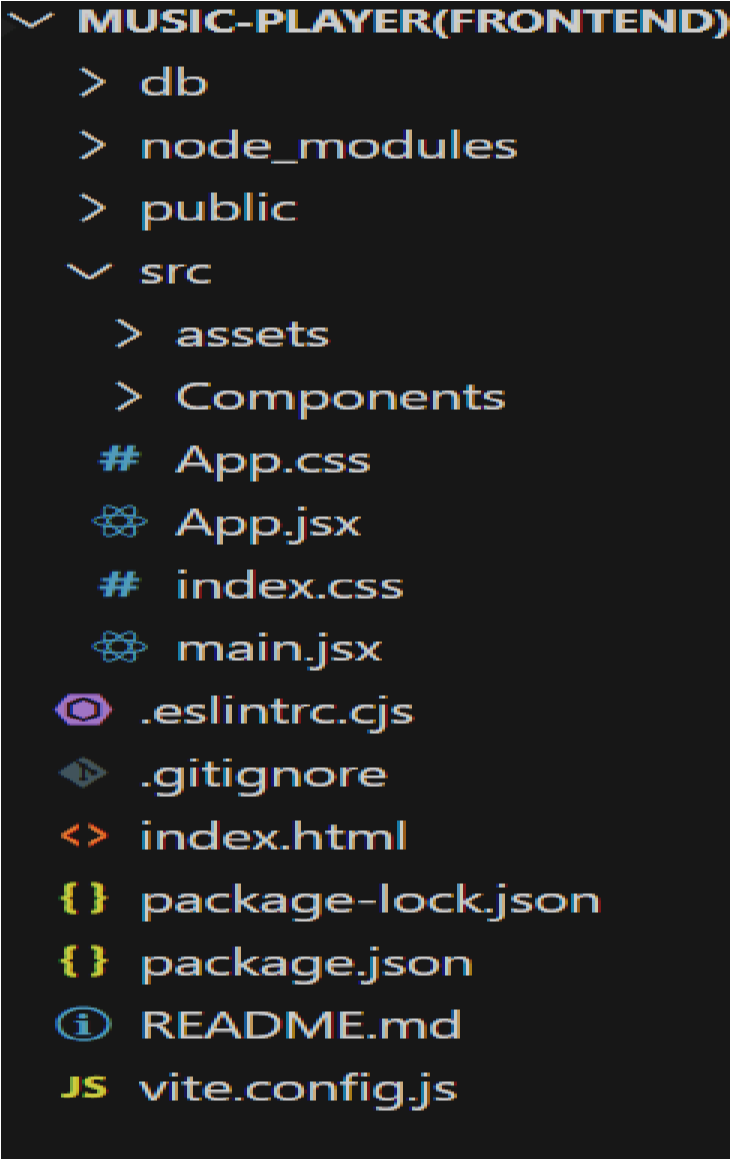 MUSIC-PLAYER(FRONTEND)
db
node_modules
public
src
assets
Components
# App.css
App.jsx
# index.css
main.jsx
.eslintrc.cjs
.gitignore
<> index.html
{} package-lock.json
{} package.json
README.md
JS vite.config.js